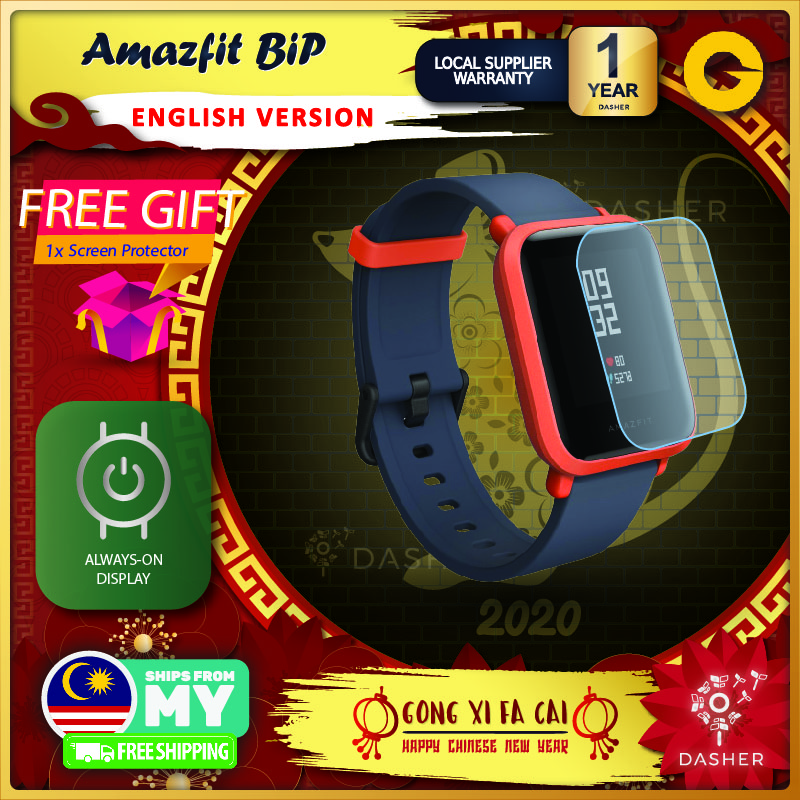 Amazfit BiP
ENGLISH VERSION
LOCAL SUPPLIER
WARRANTY
1
YEAR
DASHER
G
FREE GIFT
1x Screen Protector
DASHER
09
32
80
5278
AMAZFIT
ALWAYS-ON
DISPLAY
DASHER
2020
SHIPS FROM
MY
FREE SHIPPING
GONG XI FA CAI
HAPPY CHINESE NEW YEAR
DASHER